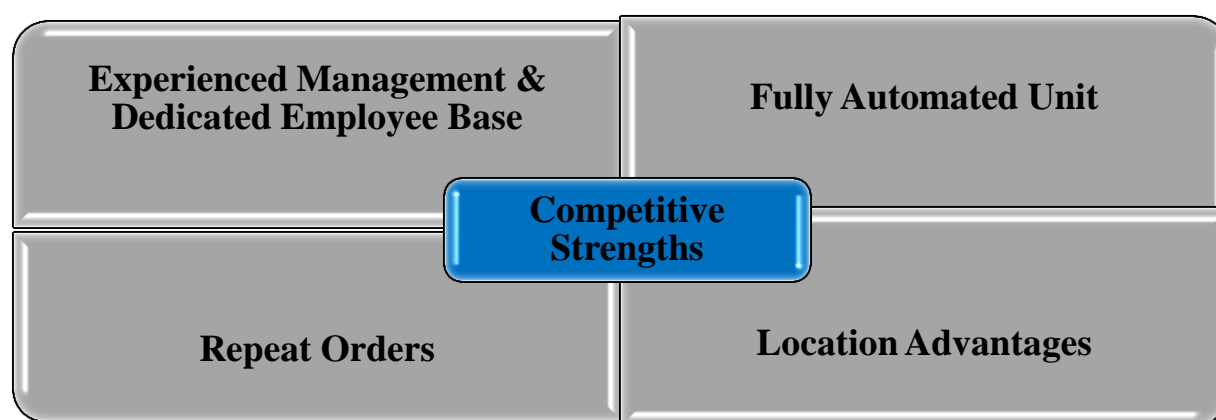 Experienced Management &
Dedicated Employee Base
Fully Automated Unit
Competitive
Strengths
Repeat Orders
Location Advantages